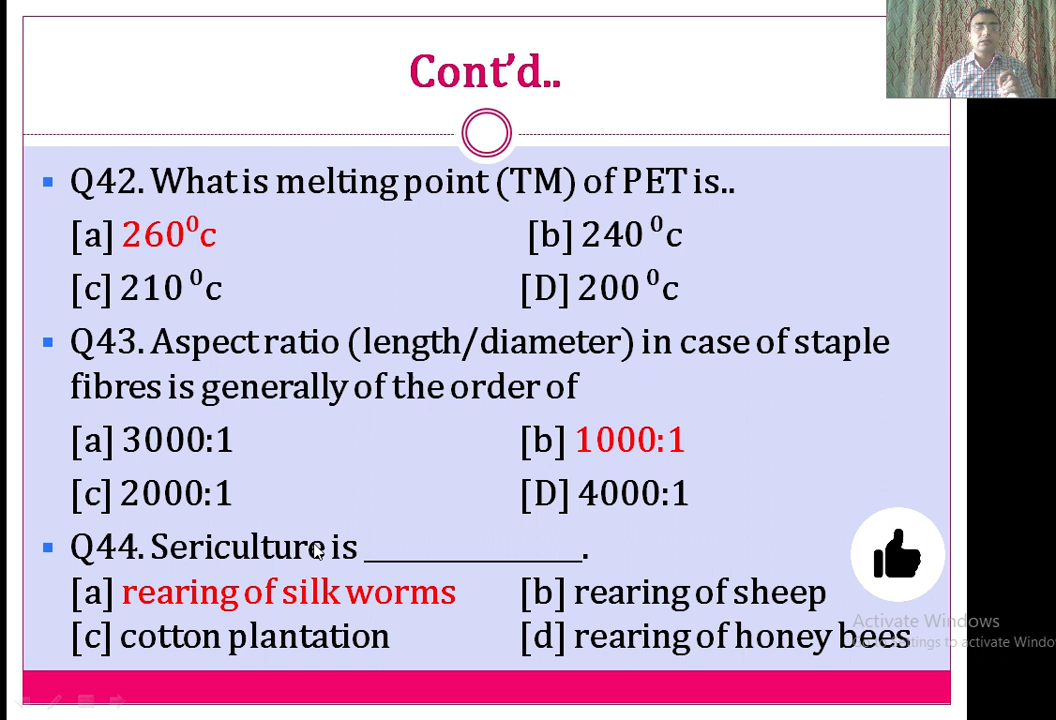 Cont'd..
Q42. What is melting point (TM) of PET is..
[a] 260⁰c [b] 240 ⁰c
[c] 210 ⁰c [D] 200 ⁰c
Q43. Aspect ratio (length/diameter) in case of staple
fibres is generally of the order of
[a] 3000:1 [b] 1000:1
[c] 2000:1 [D] 4000:1
Q44. Sericulture is _______________.
[a] rearing of silk worms [b] rearing of sheep
[c] cotton plantation [d] rearing of honey bees
Activate Windows
to activate Windo